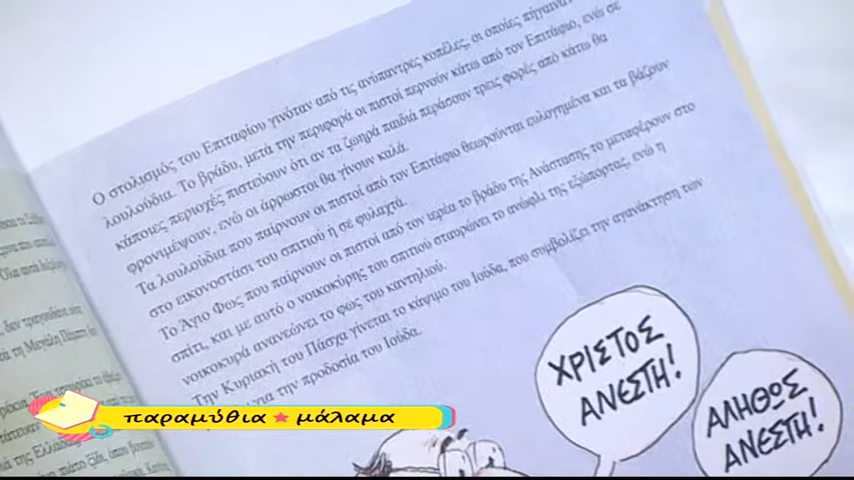 Ο στολισμός του Επιταφίου γινόταν από τις ανύπαντρες κοπέλες, οι οποίες πήγαιναν
λουλούδια. Το βράδυ, μετά την περιφορά οι πιστοί περνούν κάτω από τον Επιτάφιο, ενώ σε
κάποιες περιοχές πιστεύουν ότι αν τα ζωηρά παιδιά περάσουν τρεις φορές από κάτω θα
φρονιμέψουν, ενώ οι άρρωστοι θα γίνουν καλά.
Τα λουλούδια που παίρνουν οι πιστοί από τον Επιτάφιο θεωρούνται ευλογημένα και τα βάζουν
στο εικονοστάσι του σπιτιού ή σε φυλαχτά.
Το Άγιο Φως που παίρνουν οι πιστοί από τον ιερέα το βράδυ της Ανάστασης το μεταφέρουν στο
σπίτι, και με αυτό ο νοικοκύρης του σπιτιού σταυρώνει το ανώφλι της εξώπορτας, ενώ η
νοικοκυρά ανανεώνει το φως του καντηλιού.
Την Κυριακή του Πάσχα γίνεται το κάψιμο του Ιούδα, που συμβολίζει την αγανάκτηση των
για την προδοσία του Ιούδα.
ΧΡΙΣΤΟΣ
ΑΝΕΣΤΗ!
ΑΛΗΘΩΣ
ΑΝΕΣΤΗ!
παραμύθια ★ μάλαμα